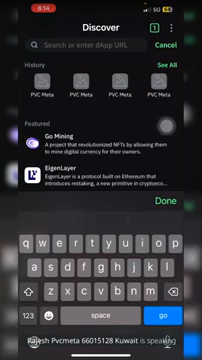 6:14
Discover
1
Search or enter dApp URL
Cancel
History
See All
PVC Meta
PVC Meta
PVC Meta
PVC Meta
Featured
Go Mining
A project that revolutionized NFTs by allowing
them to mine digital currency for their owners.
EigenLayer
EigenLayer is a protocol built on Ethereum that
introduces restaking, a new primitive in cryptoeco...
Done
q w e r t y u i o p
a s d f g h j k l
z x c v b n m
123
space
go
Rajesh Pvcmeta 66015128 Kuwait is speaking